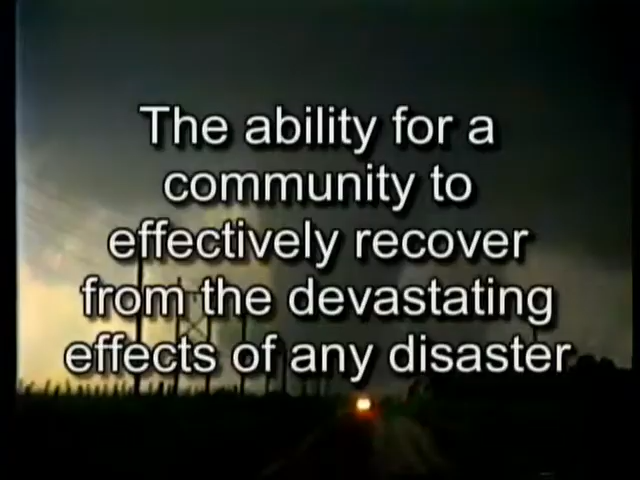 The ability for a
community to
effectively recover
from the devastating
effects of any disaster